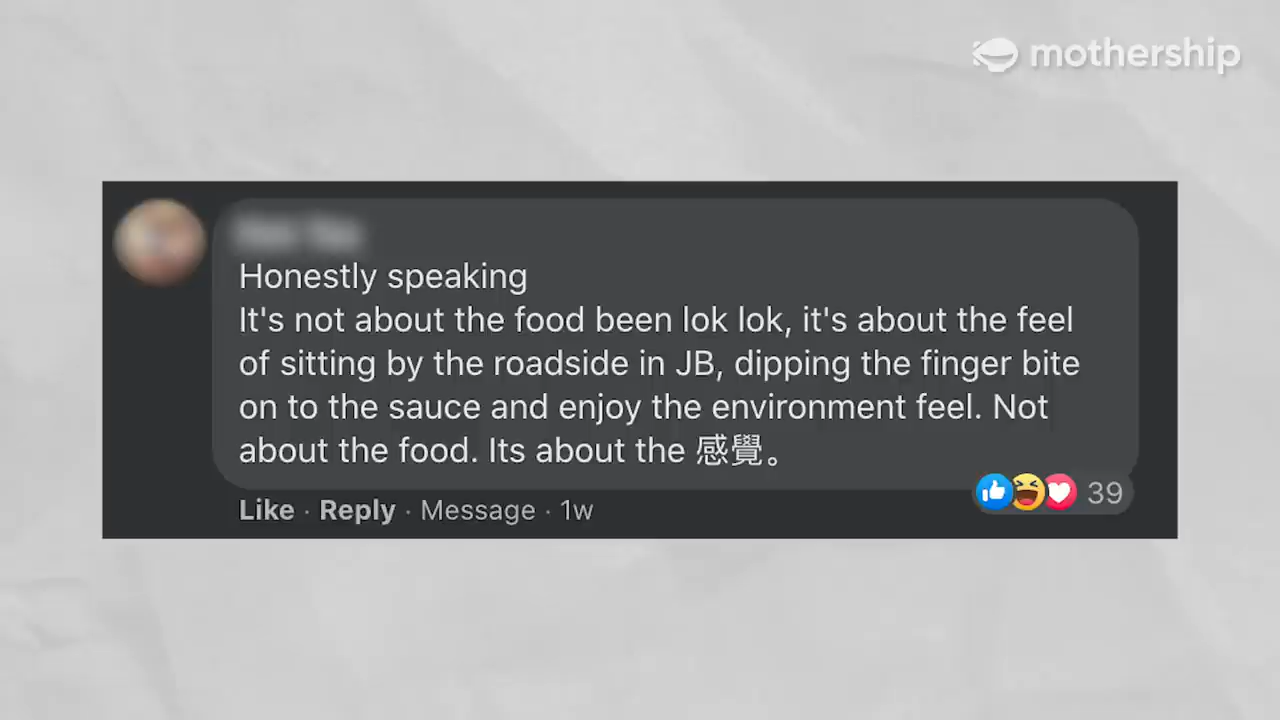 mothership
Honestly speaking
It's not about the food been lok lok, it's about the feel
of sitting by the roadside in JB, dipping the finger bite
on to the sauce and enjoy the environment feel. Not
about the food. Its about the 感覺。
Like · Reply · Message · 1w
39